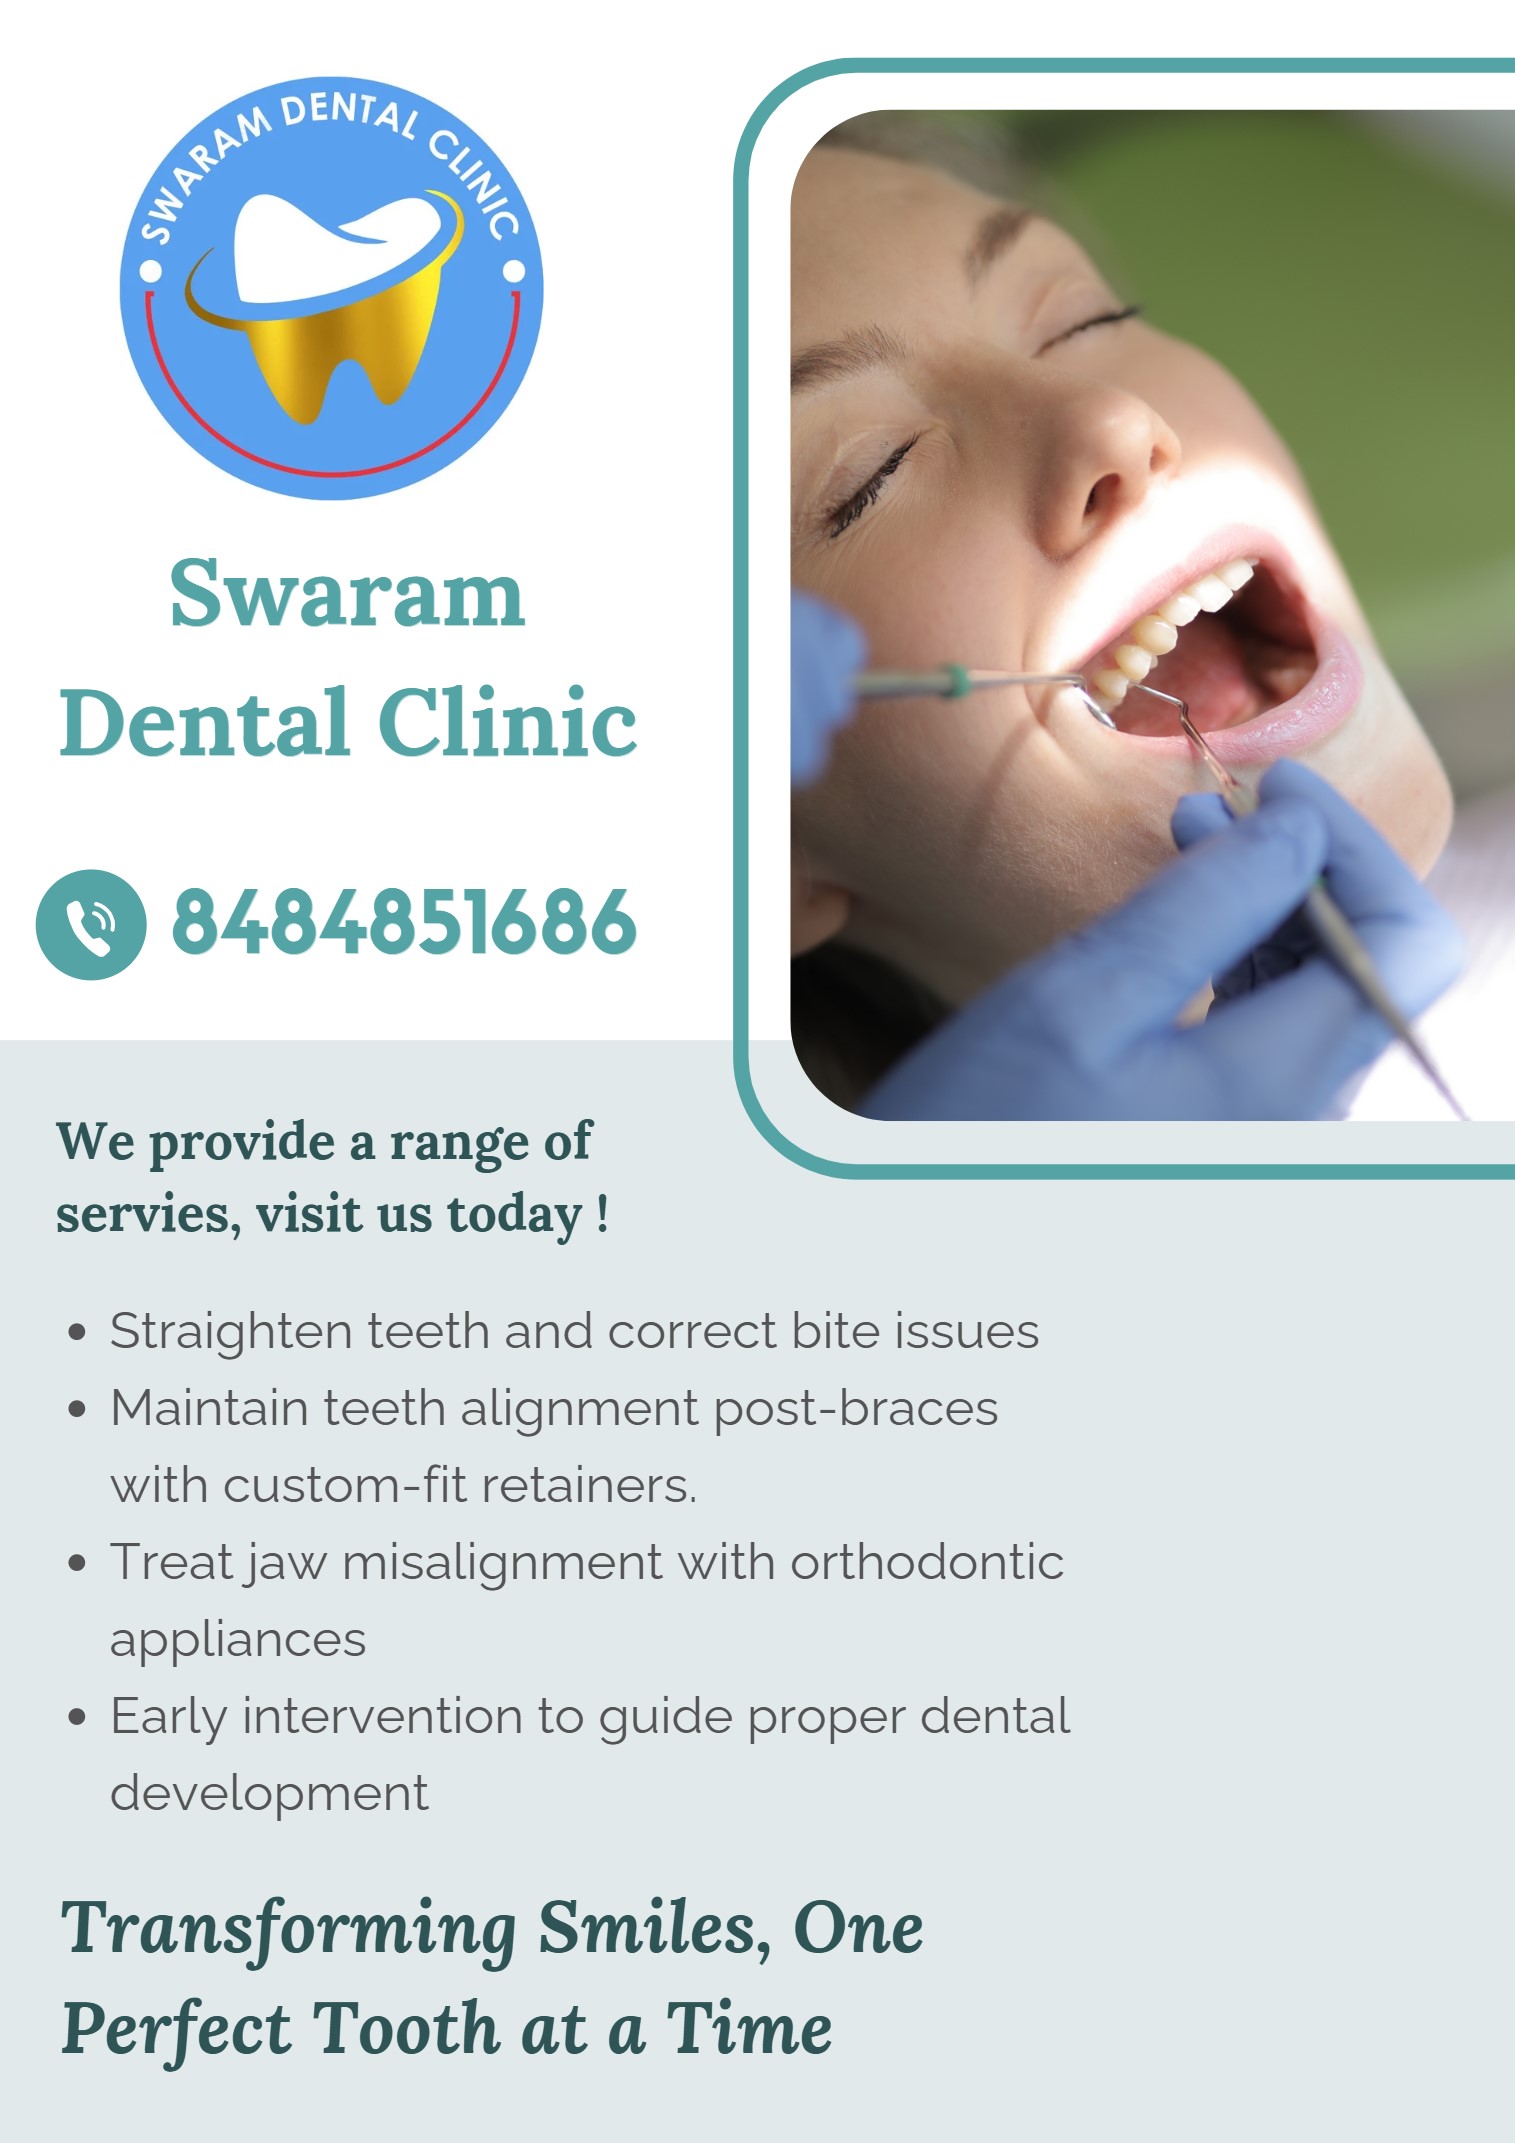 SWARAM DENTAL CLINIC
Swaram
Dental Clinic
8484851686
We provide a range of
servies, visit us today !
• Straighten teeth and correct bite issues
• Maintain teeth alignment post-braces
with custom-fit retainers.
• Treat jaw misalignment with orthodontic
appliances
• Early intervention to guide proper dental
development
Transforming Smiles, One
Perfect Tooth at a Time